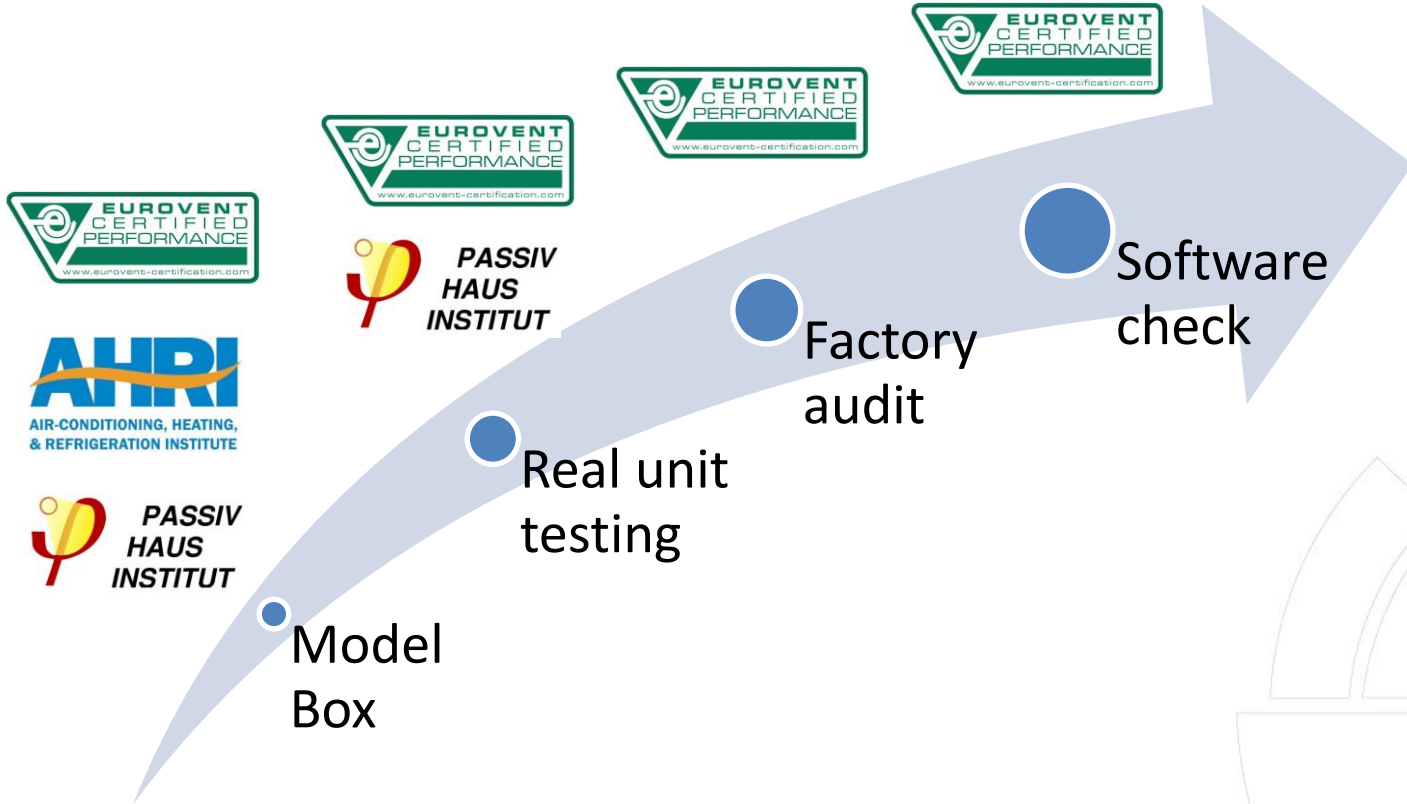 EUROVENT
CERTIFIED
PERFORMANCE
www.eurovent-certification.com
AHRI
AIR-CONDITIONING, HEATING,
& REFRIGERATION INSTITUTE
PASSIV
HAUS
INSTITUT
Model
Box
EUROVENT
CERTIFIED
PERFORMANCE
www.eurovent-certification.com
PASSIV
HAUS
INSTITUT
Real unit
testing
EUROVENT
CERTIFIED
PERFORMANCE
www.eurovent-certification.com
Factory
audit
EUROVENT
CERTIFIED
PERFORMANCE
www.eurovent-certification.com
Software
check